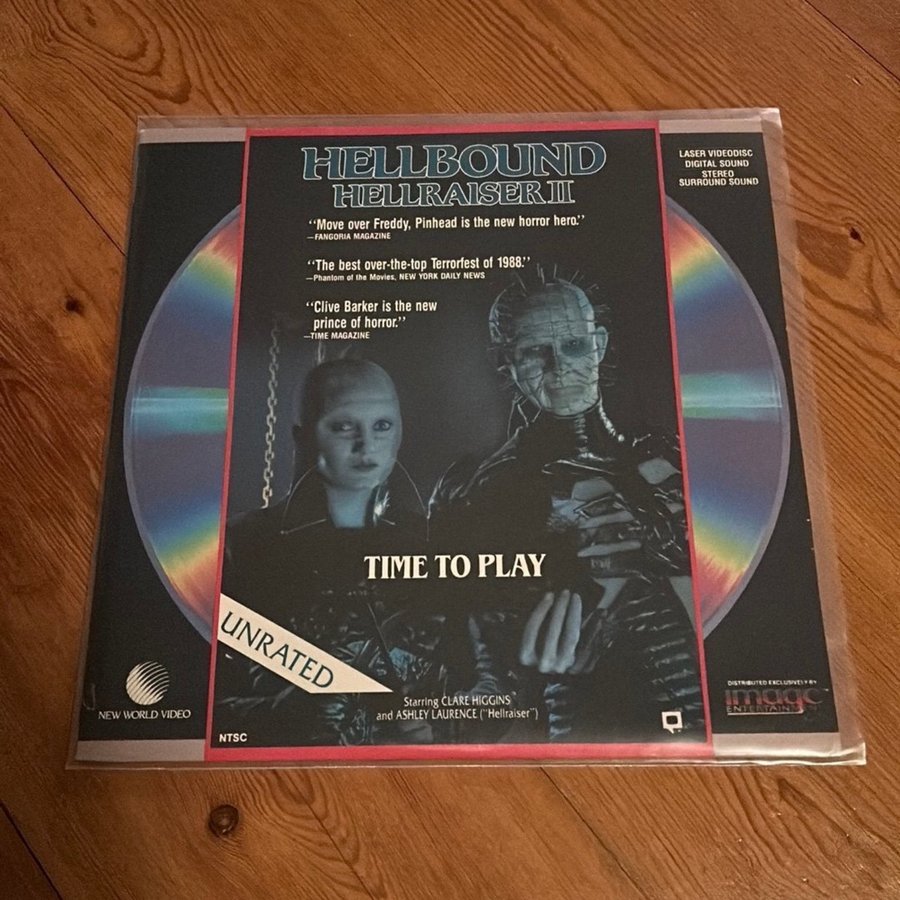 HELLBOUND
HELLRAISER II
LASER VIDEODISC
DIGITAL SOUND
STEREO
SURROUND SOUND
“Move over Freddy, Pinhead is the new horror hero.”
—FANGORIA MAGAZINE
“The best over-the-top Terrorfest of 1988.”
—Phantom of the Movies, NEW YORK DAILY NEWS
“Clive Barker is the new
prince of horror.”
—TIME MAGAZINE
TIME TO PLAY
UNRATED
Starring CLARE HIGGINS
and ASHLEY LAURENCE (“Hellraiser”)
NEW WORLD VIDEO
NTSC
DISTRIBUTED EXCLUSIVELY BY
image
ENTERTAINMENT